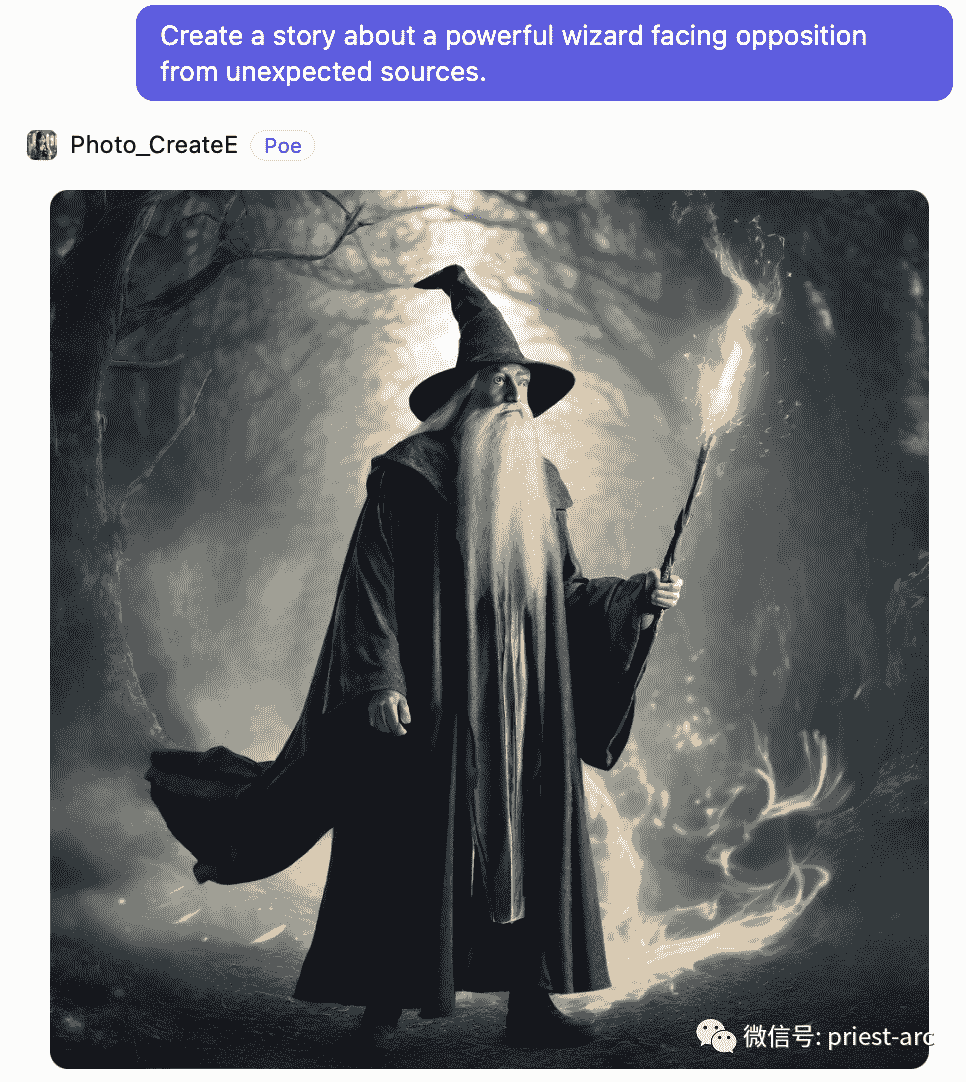 Create a story about a powerful wizard facing opposition
from unexpected sources.
Photo_CreateE Poe
微信号: priest-arc